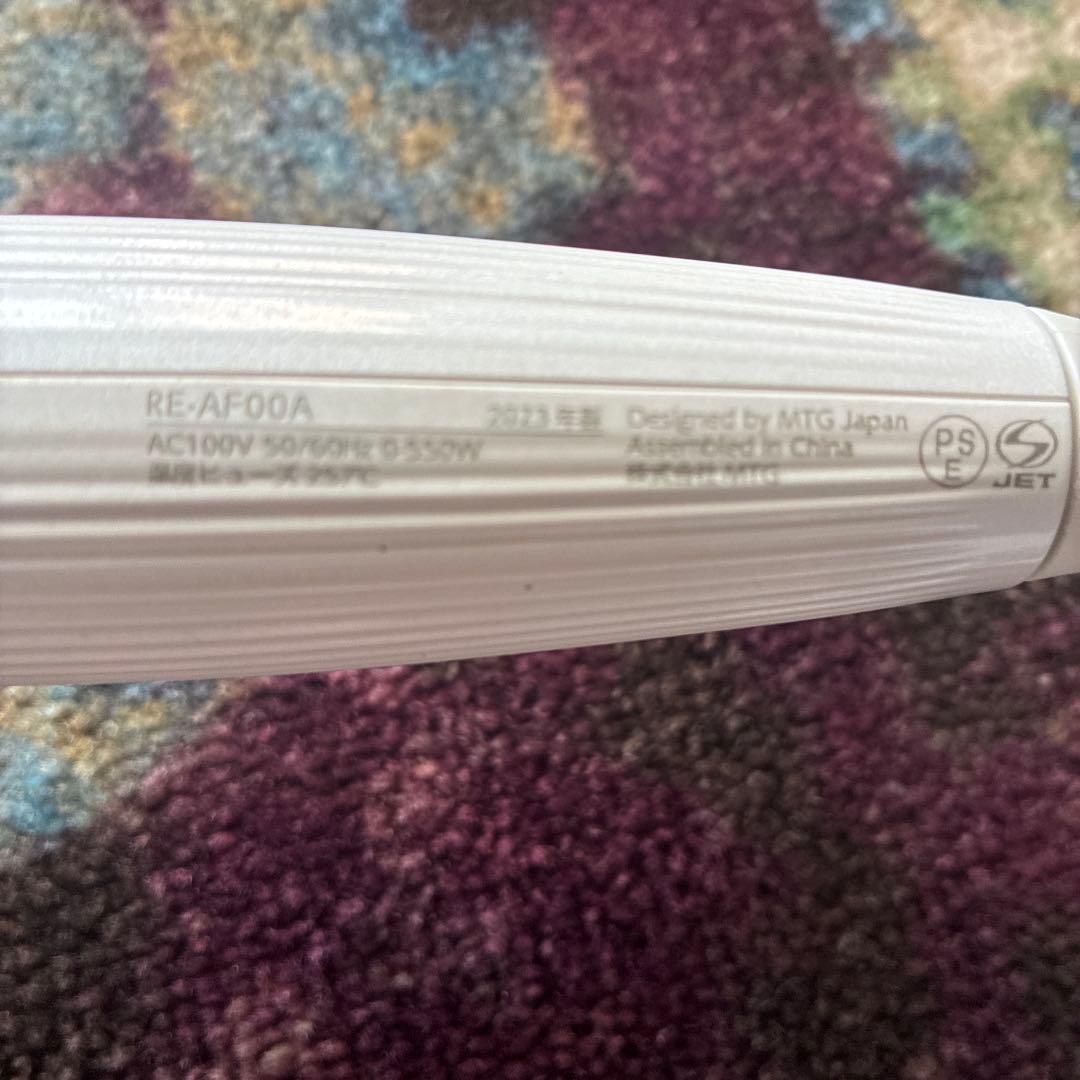 RE-AF00A
AC100V 50/60Hz 0-550W
温度ヒューズ 257℃
2023年製
Designed by MTG Japan
Assembled in China
株式会社 MTG
PS
E
JET